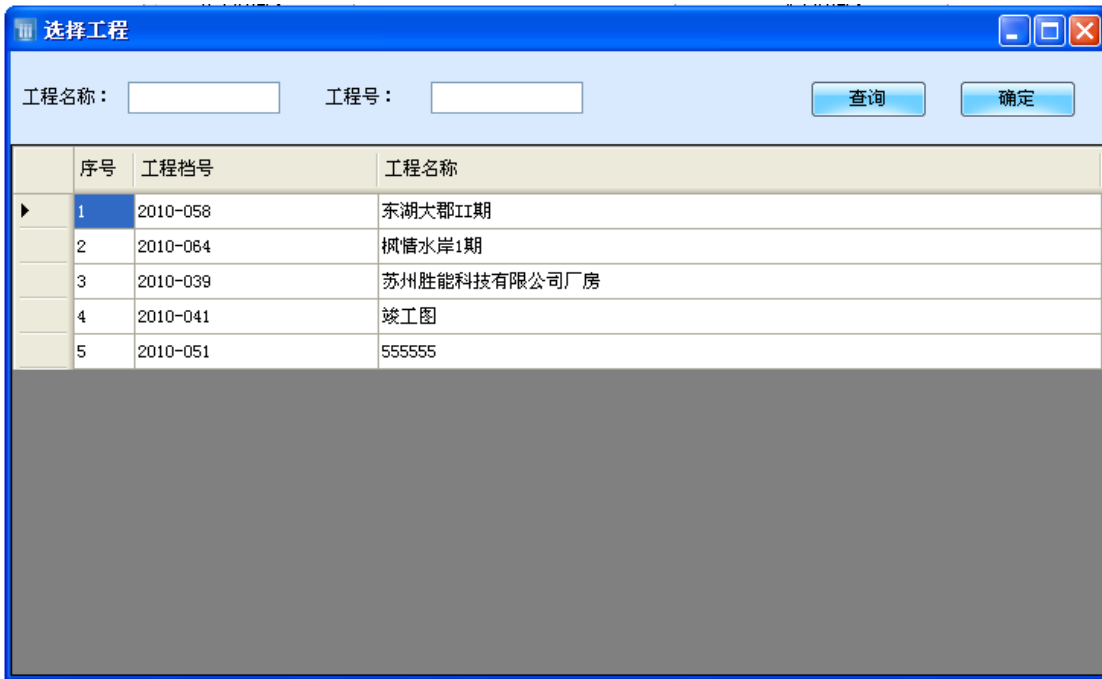 选择工程
工程名称： 工程号： 查询 确定
序号 工程档号 工程名称
1 2010-058 东湖大郡II期
2 2010-064 枫情水岸1期
3 2010-039 苏州胜能科技有限公司厂房
4 2010-041 竣工图
5 2010-051 555555